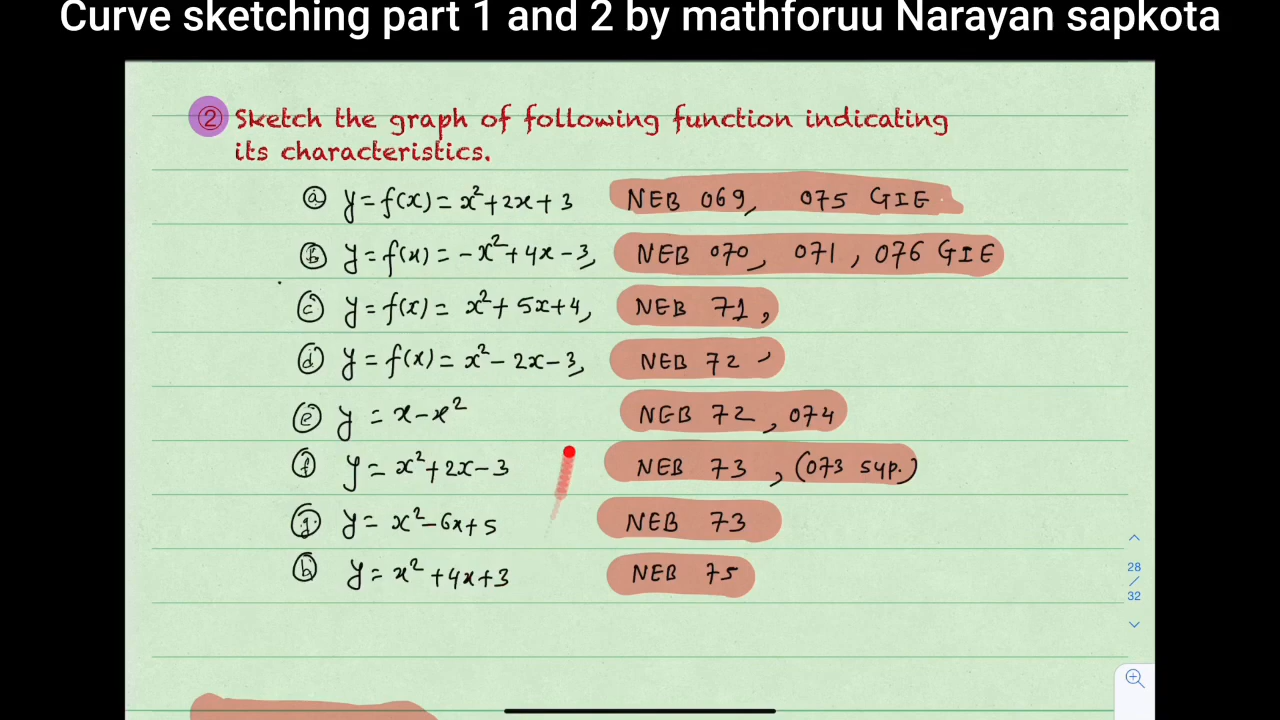 Curve sketching part 1 and 2 by mathforuu Narayan sapkota
② Sketch the graph of following function indicating
its characteristics.
ⓐ y = f(x) = x²+2x+3 NEB 069, 075 GIE
ⓑ y = f(x) = -x²+4x-3, NEB 070, 071, 076 GIE
ⓒ y = f(x) = x²+5x+4, NEB 71,
ⓓ y = f(x) = x²-2x-3, NEB 72,
ⓔ y = x-x² NEB 72, 074
ⓕ y = x²+2x-3 NEB 73, (073 syp.)
ⓖ y = x²-6x+5 NEB 73
ⓗ y = x²+4x+3 NEB 75
28
/
32